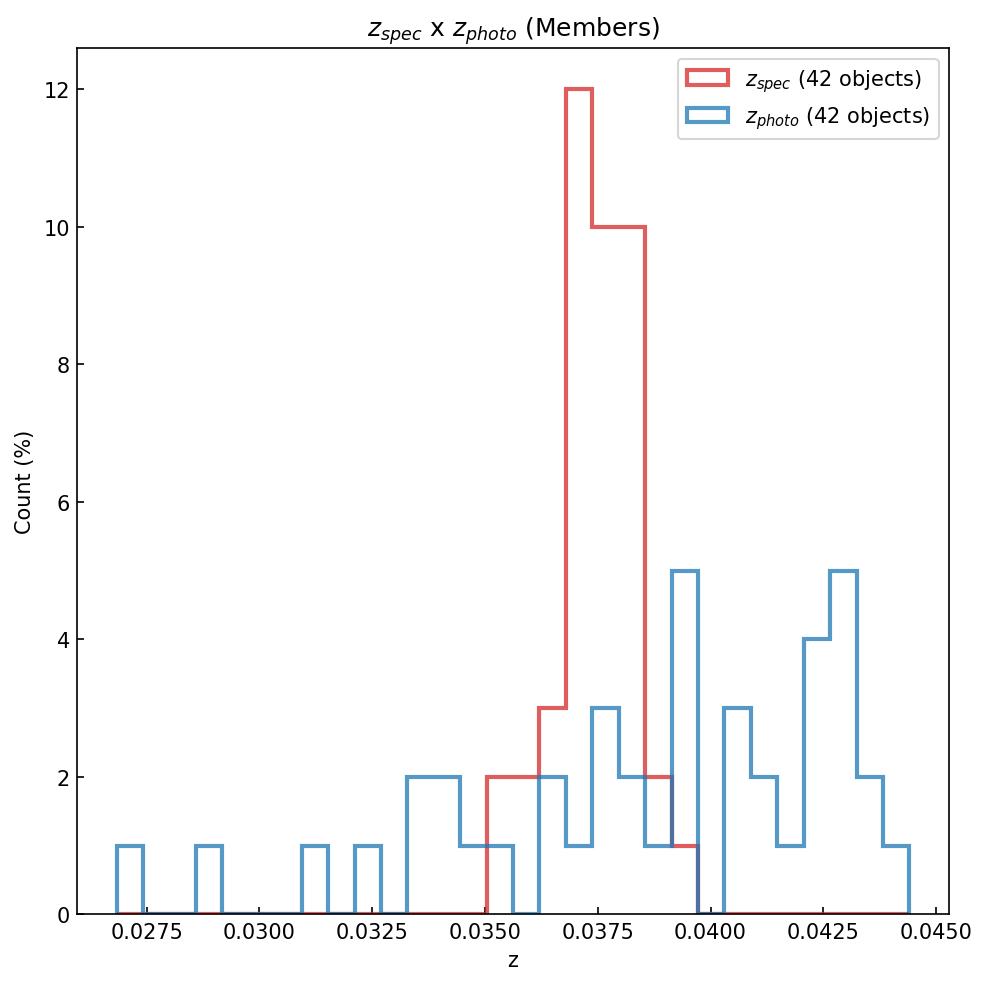 z_spec x z_photo (Members)
z_spec (42 objects)
z_photo (42 objects)
Count (%)
12
10
8
6
4
2
0
0.0275 0.0300 0.0325 0.0350 0.0375 0.0400 0.0425 0.0450
z